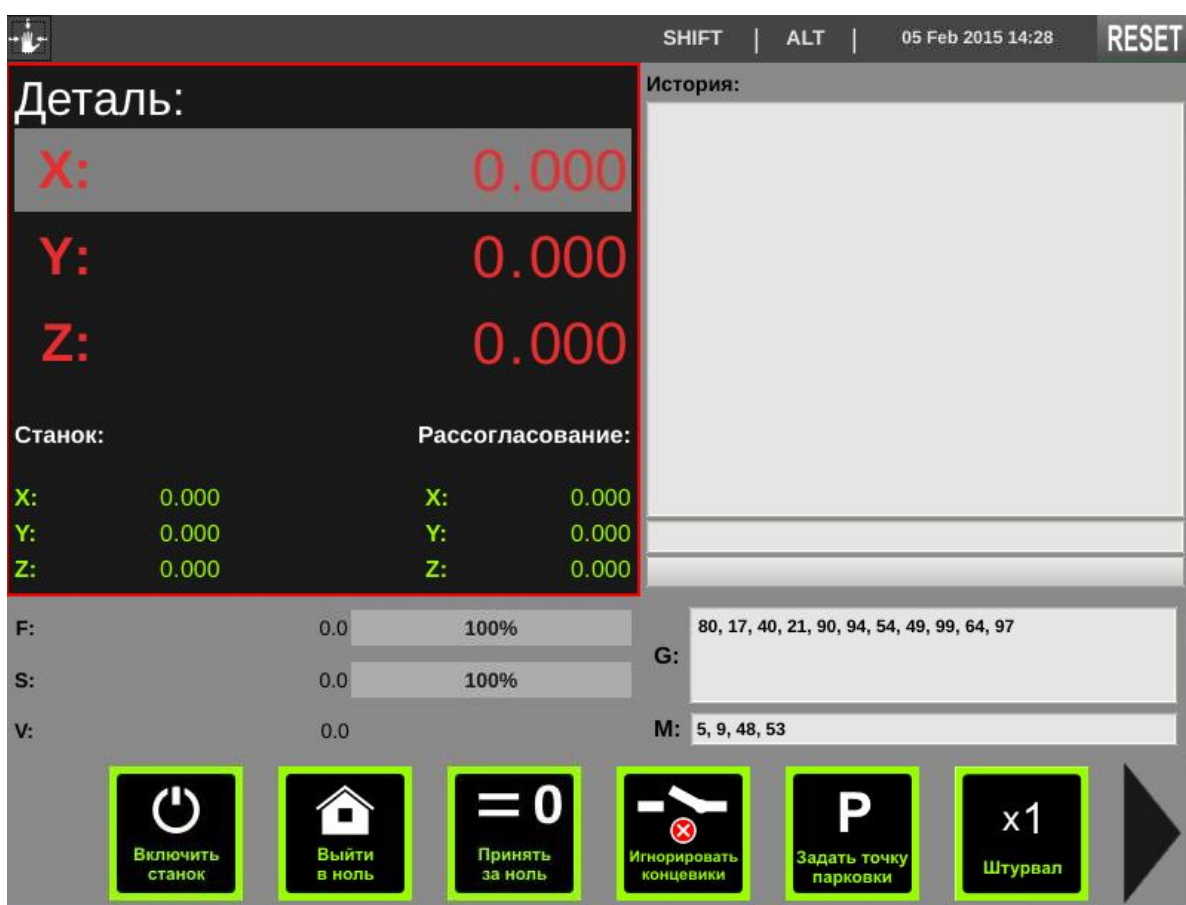 SHIFT | ALT | 05 Feb 2015 14:28 RESET
Деталь:
X: 0.000
Y: 0.000
Z: 0.000
Станок: Рассогласование:
X: 0.000 X: 0.000
Y: 0.000 Y: 0.000
Z: 0.000 Z: 0.000
История:
F: 0.0 100%
S: 0.0 100%
V: 0.0
G: 80, 17, 40, 21, 90, 94, 54, 49, 99, 64, 97
M: 5, 9, 48, 53
Включить
станок
Выйти
в ноль
= 0
Принять
за ноль
Игнорировать
концевики
P
Задать точку
парковки
x1
Штурвал